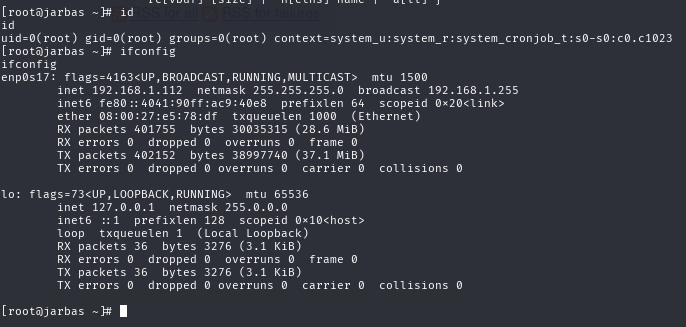 [root@jarbas ~]# id
id
uid=0(root) gid=0(root) groups=0(root) context=system_u:system_r:system_cronjob_t:s0-s0:c0.c1023
[root@jarbas ~]# ifconfig
ifconfig
enp0s17: flags=4163<UP,BROADCAST,RUNNING,MULTICAST>  mtu 1500
        inet 192.168.1.112  netmask 255.255.255.0  broadcast 192.168.1.255
        inet6 fe80::4041:90ff:ac9:40e8  prefixlen 64  scopeid 0×20<link>
        ether 08:00:27:e5:78:df  txqueuelen 1000  (Ethernet)
        RX packets 401755  bytes 30035315 (28.6 MiB)
        RX errors 0  dropped 0  overruns 0  frame 0
        TX packets 402152  bytes 38997740 (37.1 MiB)
        TX errors 0  dropped 0 overruns 0  carrier 0  collisions 0

lo: flags=73<UP,LOOPBACK,RUNNING>  mtu 65536
        inet 127.0.0.1  netmask 255.0.0.0
        inet6 ::1  prefixlen 128  scopeid 0×10<host>
        loop  txqueuelen 1  (Local Loopback)
        RX packets 36  bytes 3276 (3.1 KiB)
        RX errors 0  dropped 0  overruns 0  frame 0
        TX packets 36  bytes 3276 (3.1 KiB)
        TX errors 0  dropped 0 overruns 0  carrier 0  collisions 0

[root@jarbas ~]#